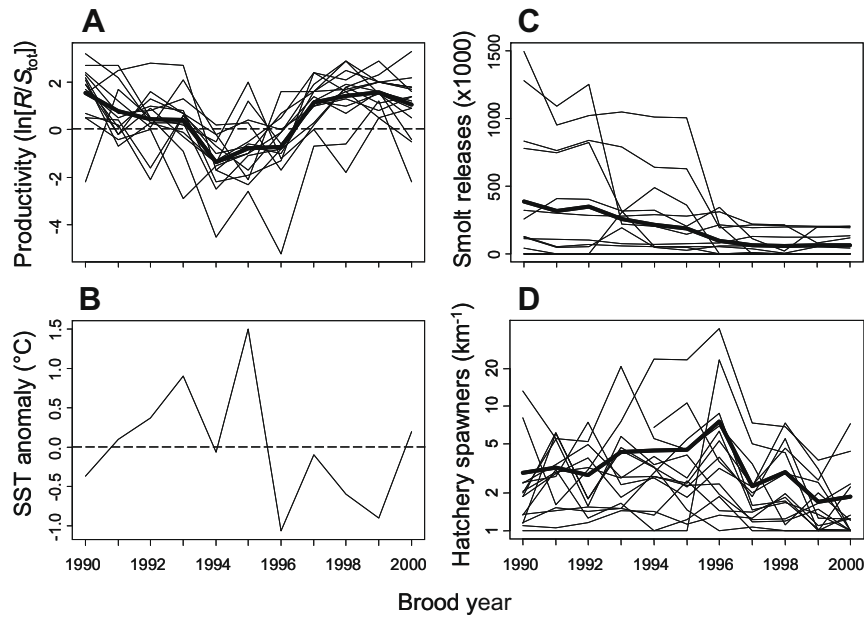 A
Productivity (ln[R/Stot])
2
0
-2
-4
B
SST anomaly (°C)
1.5
1.0
0.5
0.0
-0.5
-1.0
1990 1992 1994 1996 1998 2000
C
Smolt releases (x1000)
1500
1000
500
0
D
Hatchery spawners (km-1)
20
10
5
2
1
1990 1992 1994 1996 1998 2000
Brood year